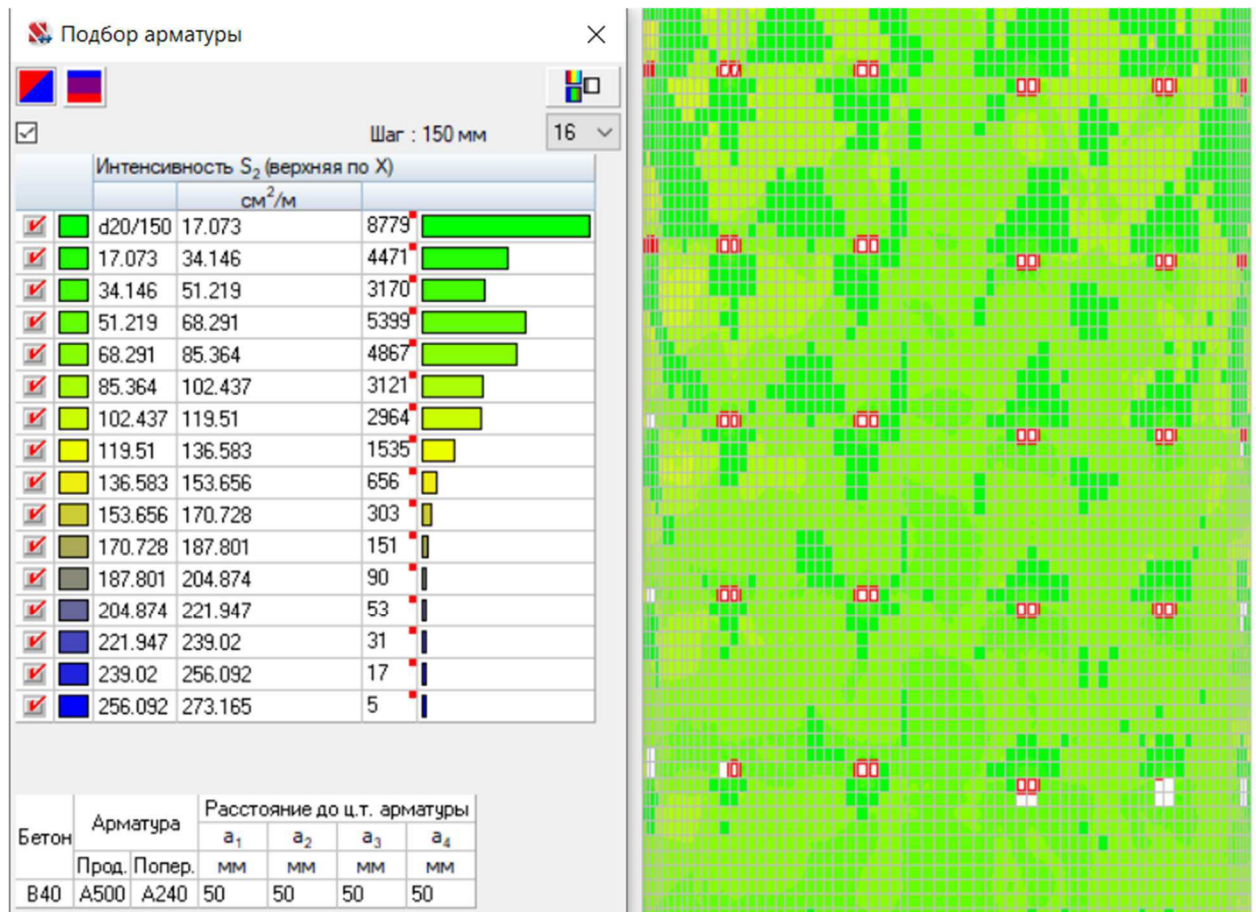 Подбор арматуры
Шаг : 150 мм
16
Интенсивность S₂ (верхняя по X)
см²/м
d20/150 17.073 8779
17.073 34.146 4471
34.146 51.219 3170
51.219 68.291 5399
68.291 85.364 4867
85.364 102.437 3121
102.437 119.51 2964
119.51 136.583 1535
136.583 153.656 656
153.656 170.728 303
170.728 187.801 151
187.801 204.874 90
204.874 221.947 53
221.947 239.02 31
239.02 256.092 17
256.092 273.165 5
Бетон Арматура Расстояние до ц.т. арматуры
a₁ a₂ a₃ a₄
Прод. Попер. мм мм мм мм
B40 A500 A240 50 50 50 50